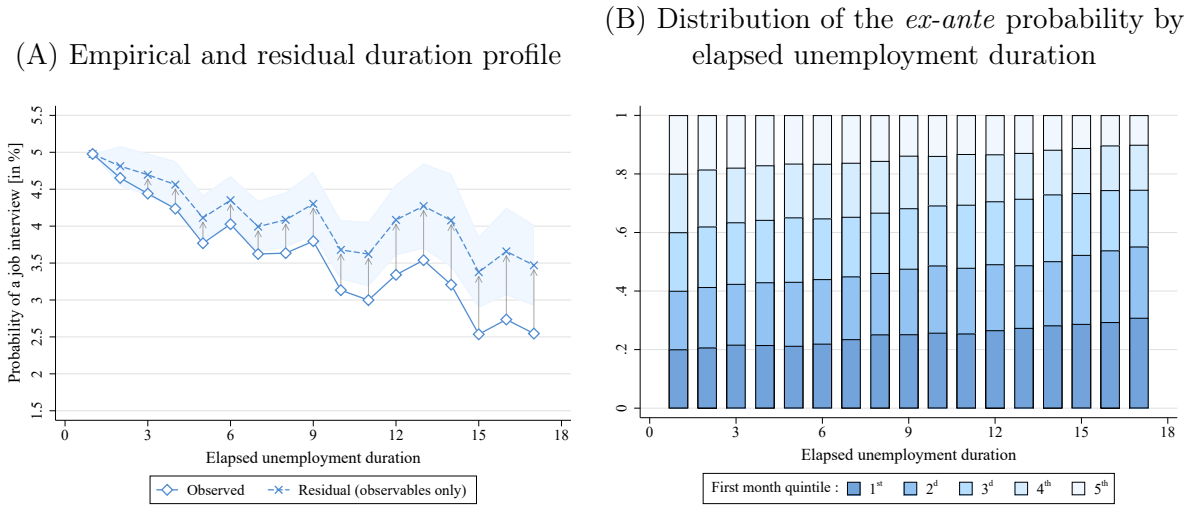 (A) Empirical and residual duration profile
Probability of a job interview [in %]
5.5
5
4.5
4
3.5
3
2.5
2
1.5
0 3 6 9 12 15 18
Elapsed unemployment duration
Observed Residual (observables only)
(B) Distribution of the ex-ante probability by
elapsed unemployment duration
1
.8
.6
.4
.2
0
0 3 6 9 12 15 18
Elapsed unemployment duration
First month quintile : 1st 2d 3d 4th 5th